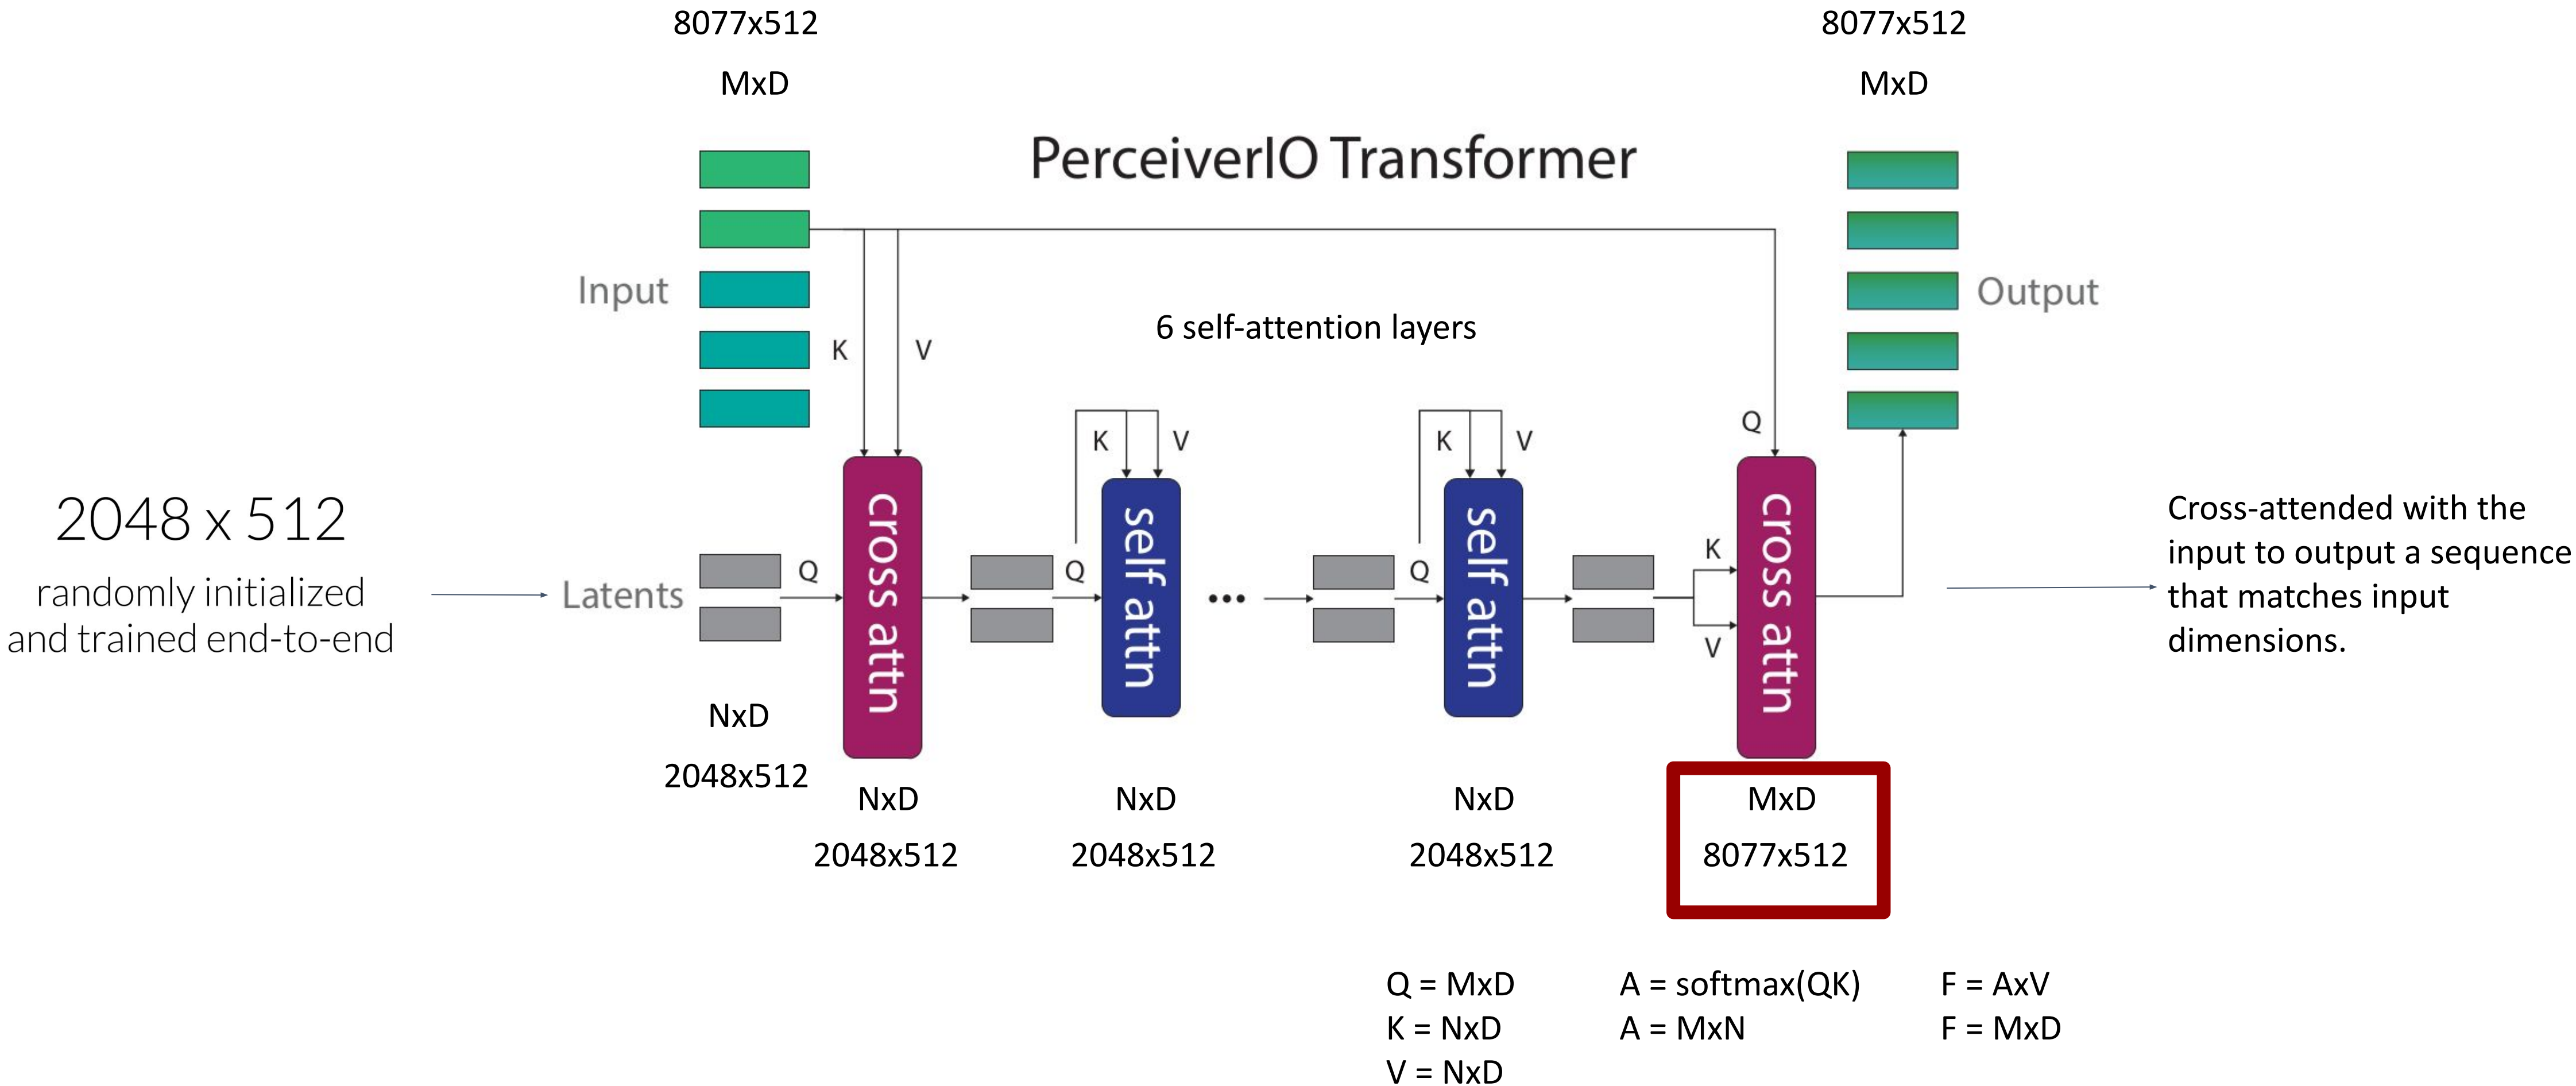 8077x512
MxD
8077x512
MxD
PerceiverIO Transformer
Input
Output
6 self-attention layers
K
V
K
V
K
V
Q
2048 x 512
randomly initialized
and trained end-to-end
Latents
Q
cross attn
Q
self attn
•••
Q
self attn
K
V
cross attn
Cross-attended with the
input to output a sequence
that matches input
dimensions.
NxD
2048x512
NxD
2048x512
NxD
2048x512
NxD
2048x512
MxD
8077x512
Q = MxD
K = NxD
V = NxD
A = softmax(QK)
A = MxN
F = AxV
F = MxD